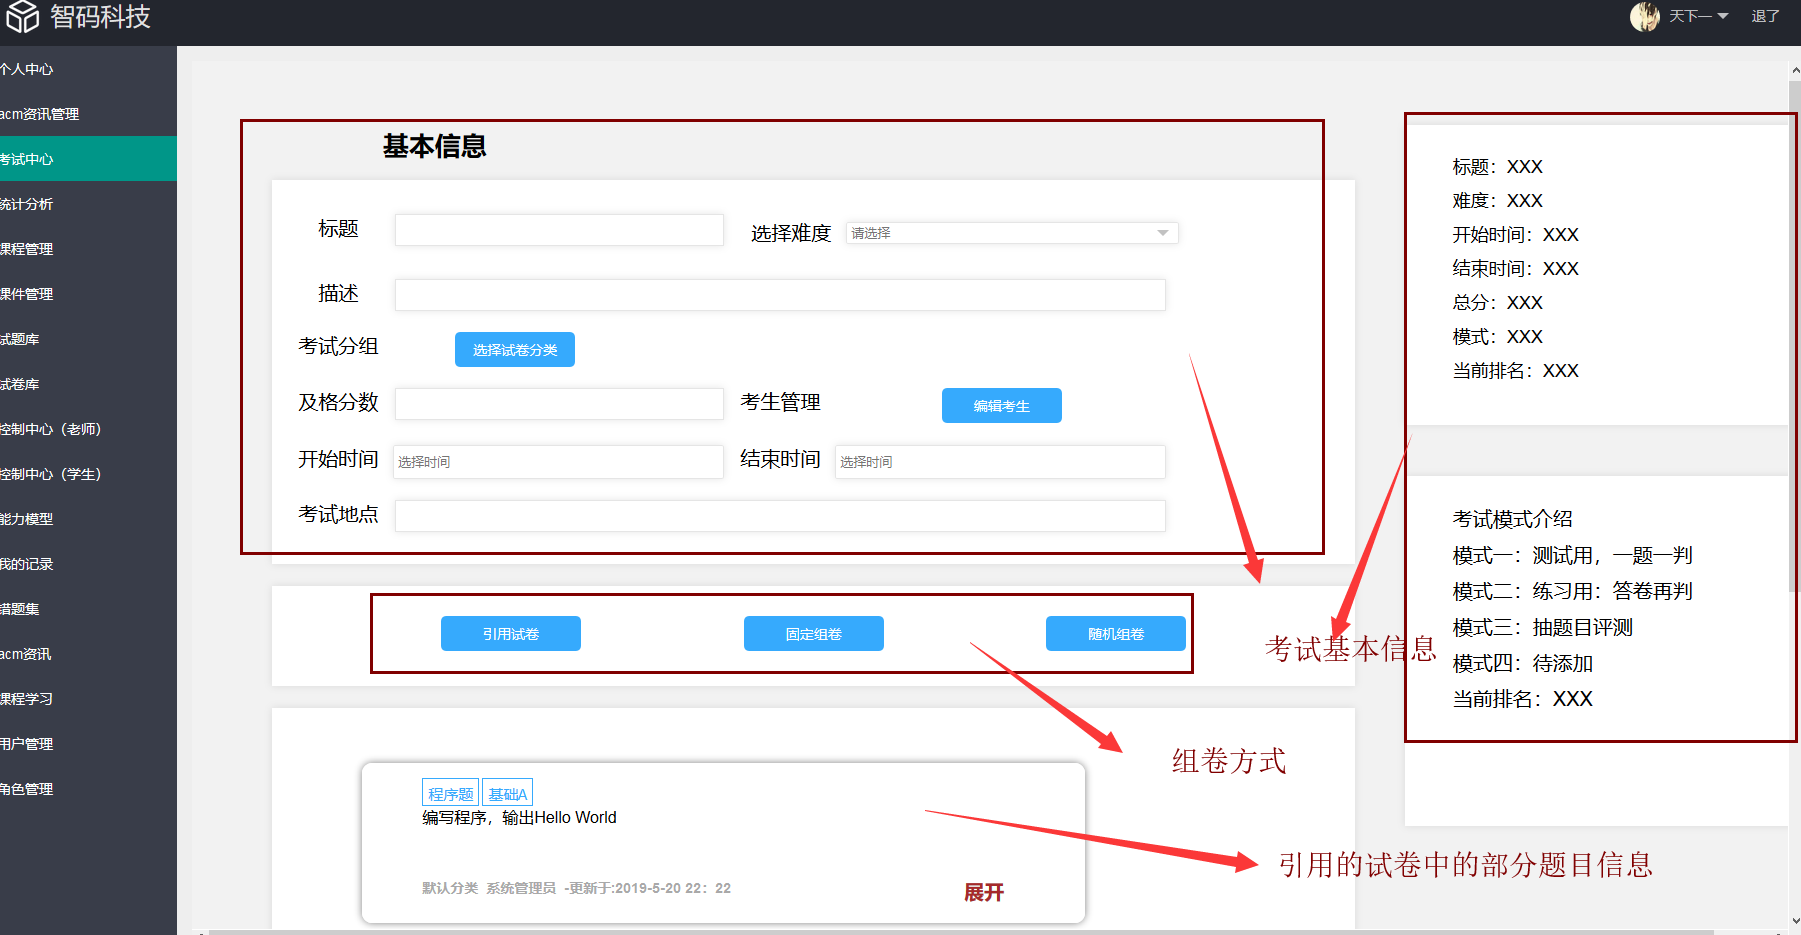 智码科技
天下一
退了
个人中心
acm资讯管理
考试中心
统计分析
课程管理
课件管理
试题库
试卷库
控制中心（老师）
控制中心（学生）
能力模型
我的记录
错题集
acm资讯
课程学习
用户管理
角色管理
基本信息
标题
选择难度 请选择
描述
考试分组 选择试卷分类
及格分数 考生管理 编辑考生
开始时间 选择时间 结束时间 选择时间
考试地点
引用试卷 固定组卷 随机组卷
程序题 基础A
编写程序，输出Hello World
默认分类 系统管理员 -更新于:2019-5-20 22：22
展开
标题：XXX
难度：XXX
开始时间：XXX
结束时间：XXX
总分：XXX
模式：XXX
当前排名：XXX
考试模式介绍
模式一：测试用，一题一判
模式二：练习用：答卷再判
模式三：抽题目评测
模式四：待添加
当前排名：XXX
考试基本信息
组卷方式
引用的试卷中的部分题目信息